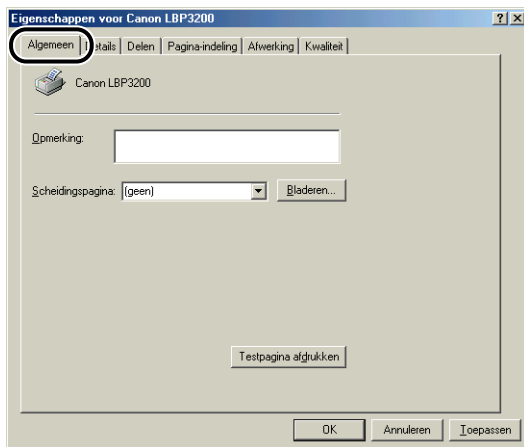 Eigenschappen voor Canon LBP3200
Algemeen Details Delen Pagina-indeling Afwerking Kwaliteit
Canon LBP3200
Opmerking:
Scheidingspagina: (geen) Bladeren...
Testpagina afdrukken
OK Annuleren Toepassen